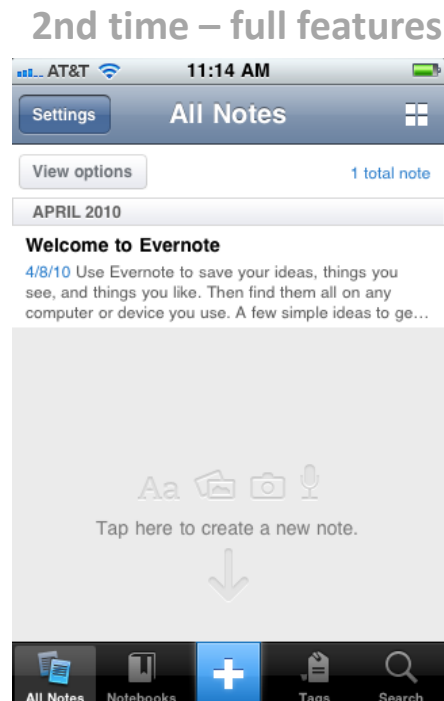 2nd time – full features
AT&T 11:14 AM
Settings All Notes
View options 1 total note
APRIL 2010
Welcome to Evernote
4/8/10 Use Evernote to save your ideas, things you
see, and things you like. Then find them all on any
computer or device you use. A few simple ideas to ge...
Aa
Tap here to create a new note.
All Notes Notebooks Tags Search